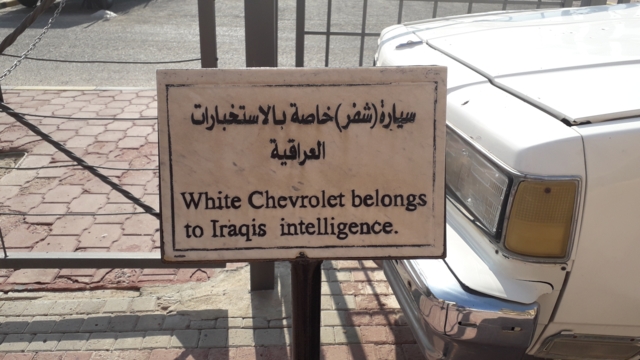 سيارة (شفر) خاصة بالاستخبارات
العراقية
White Chevrolet belongs
to Iraqis intelligence.